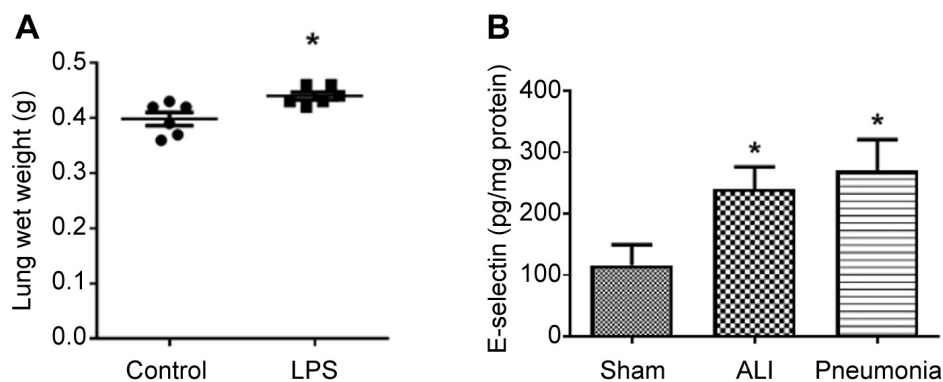 A
Lung wet weight (g)
0.5
0.4
0.3
0.2
0.1
0.0
*
Control
LPS
B
E-selectin (pg/mg protein)
400
300
200
100
0
*
*
Sham
ALI
Pneumonia